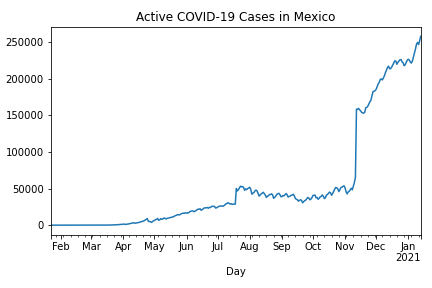 Active COVID-19 Cases in Mexico
250000
200000
150000
100000
50000
0
Feb Mar Apr May Jun Jul Aug Sep Oct Nov Dec Jan
2021
Day